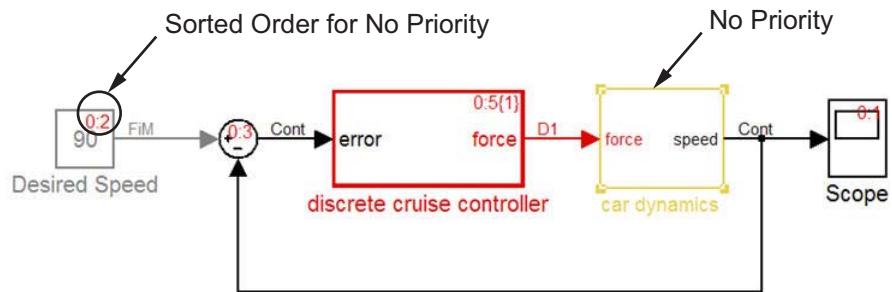 Sorted Order for No Priority
No Priority
0:2
90
FiM
Desired Speed
0:3
+
−
Cont
0:5{1}
error
force
discrete cruise controller
D1
force
speed
car dynamics
Cont
0:1
Scope